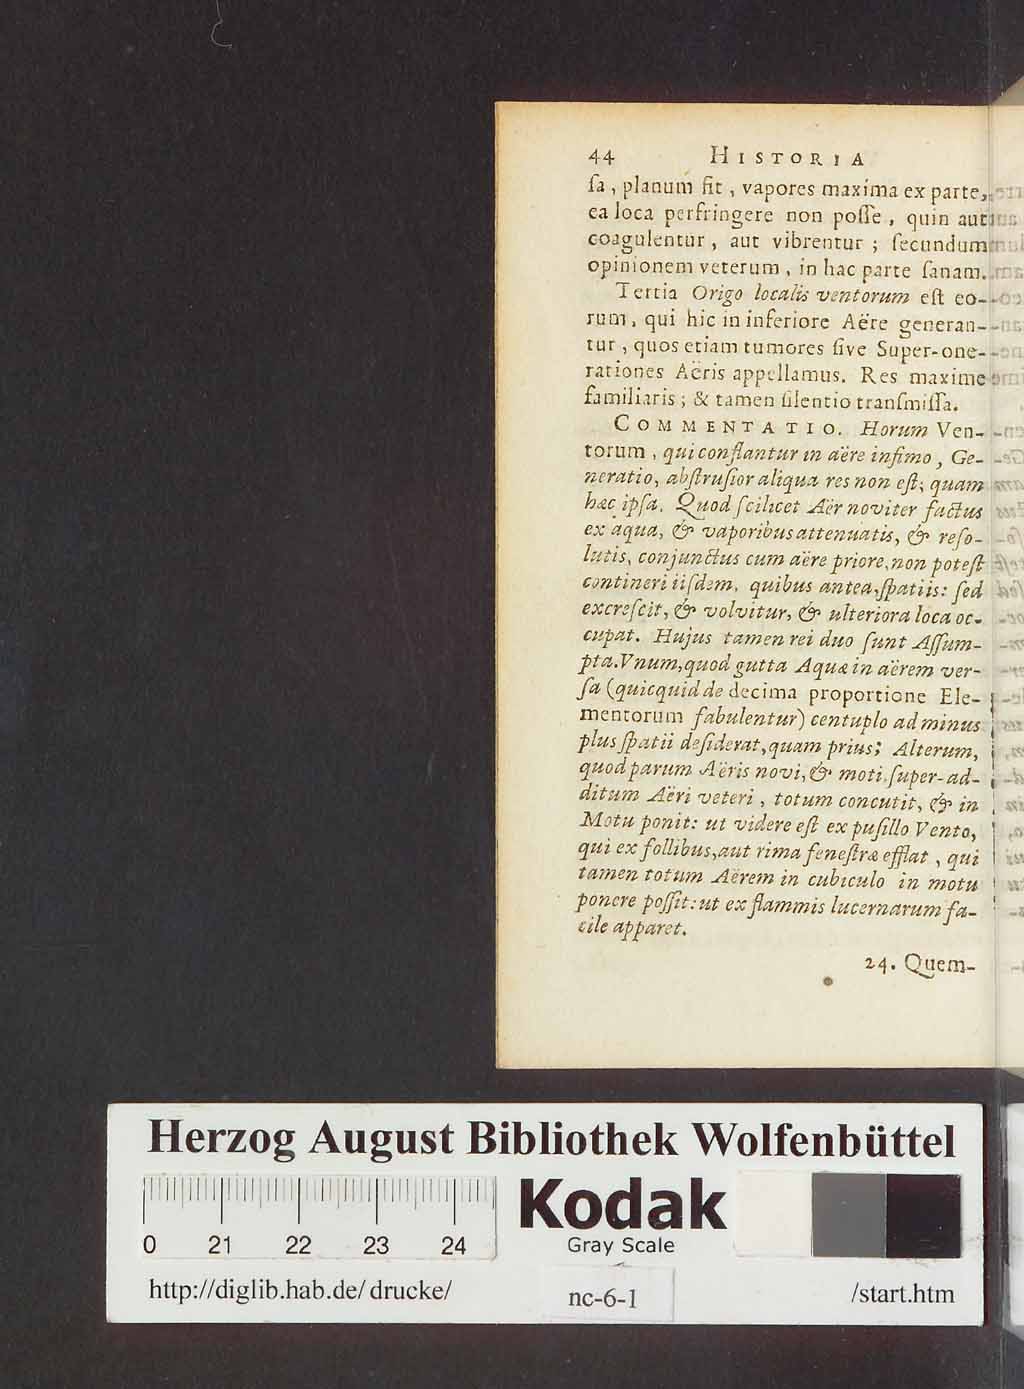 44 HISTORIA
ſa, planum ſit, vapores maxima ex parte,
ea loca perfringere non poſſe, quin aut
coagulentur, aut vibrentur; ſecundum
opinionem veterum, in hac parte ſanam.
Tertia Origo localis ventorum eſt eo-
rum, qui hic in inferiore Aëre generan-
tur, quos etiam tumores ſive Super-one-
rationes Aëris appellamus. Res maxime
familiaris; & tamen ſilentio tranſmiſſa.
COMMENTATIO. Horum Ven-
torum, qui conflantur in aëre infimo, Ge-
neratio, abſtruſior aliqua res non eſt; quam
hæc ipſa. Quod ſcilicet Aër noviter factus
ex aqua, & vaporibus attenuatis, & reſo-
lutis, conjunctus cum aëre priore, non poteſt
contineri iiſdem, quibus antea, ſpatiis: ſed
excreſcit, & volvitur, & ulteriora loca oc-
cupat. Hujus tamen rei duo ſunt Aſſum-
pta. Vnum, quod gutta Aquæ in aërem ver-
ſa (quicquid de decima proportione Ele-
mentorum fabulentur) centuplo ad minus
plus ſpatii deſiderat, quam prius; Alterum,
quod parum Aëris novi, & moti, ſuper-ad-
ditum Aëri veteri, totum concutit, & in
Motu ponit: ut videre eſt ex puſillo Vento,
qui ex follibus, aut rima feneſtræ efflat, qui
tamen totum Aërem in cubiculo in motu
ponere poſſit: ut ex flammis lucernarum fa-
cile apparet.
24. Quem-
Herzog August Bibliothek Wolfenbüttel
Kodak
Gray Scale
0 21 22 23 24
http://diglib.hab.de/drucke/ nc-6-1 /start.htm